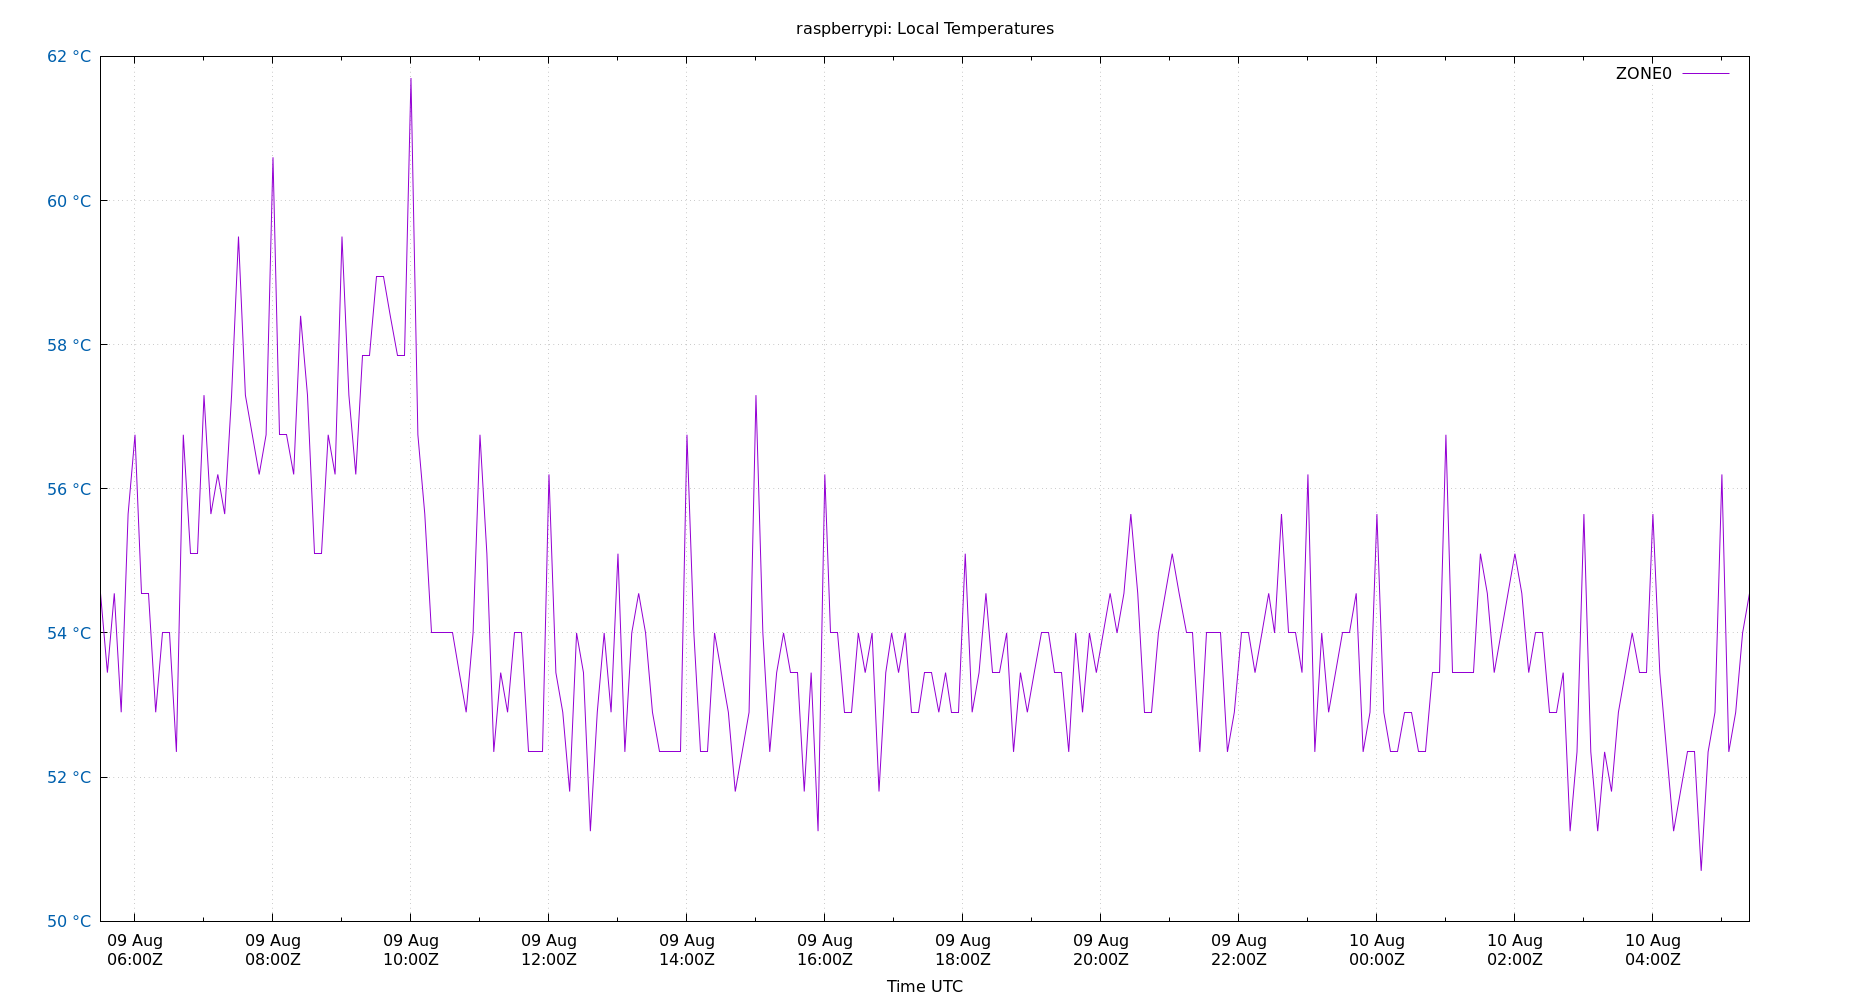 raspberrypi: Local Temperatures
62 °C
ZONE0
60 °C
58 °C
56 °C
54 °C
52 °C
50 °C
09 Aug 09 Aug 09 Aug 09 Aug 09 Aug 09 Aug 09 Aug 09 Aug 09 Aug 10 Aug 10 Aug 10 Aug
06:00Z 08:00Z 10:00Z 12:00Z 14:00Z 16:00Z 18:00Z 20:00Z 22:00Z 00:00Z 02:00Z 04:00Z
Time UTC